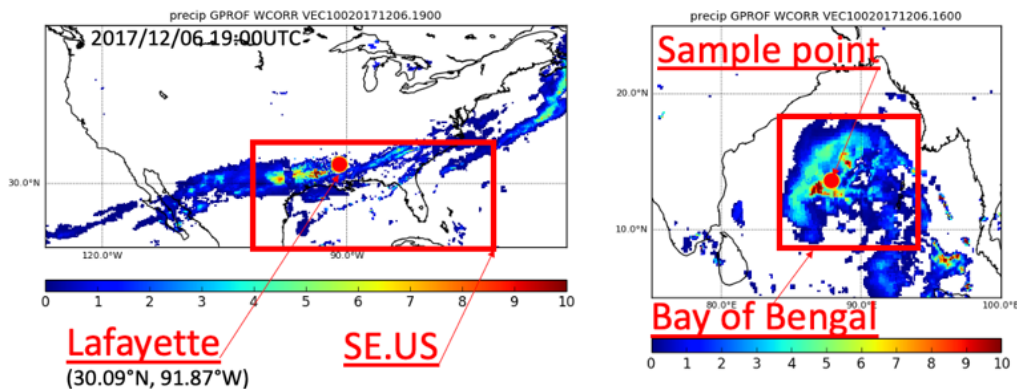 precip GPROF WCORR VEC10020171206.1900
2017/12/06 19:00UTC
30.0°N
120.0°W
90.0°W
0 1 2 3 4 5 6 7 8 9 10
Lafayette
(30.09°N, 91.87°W)
SE.US
precip GPROF WCORR VEC10020171206.1600
Sample point
20.0°N
10.0°N
80.0°E
90.0°E
100.0°E
Bay of Bengal
0 1 2 3 4 5 6 7 8 9 10